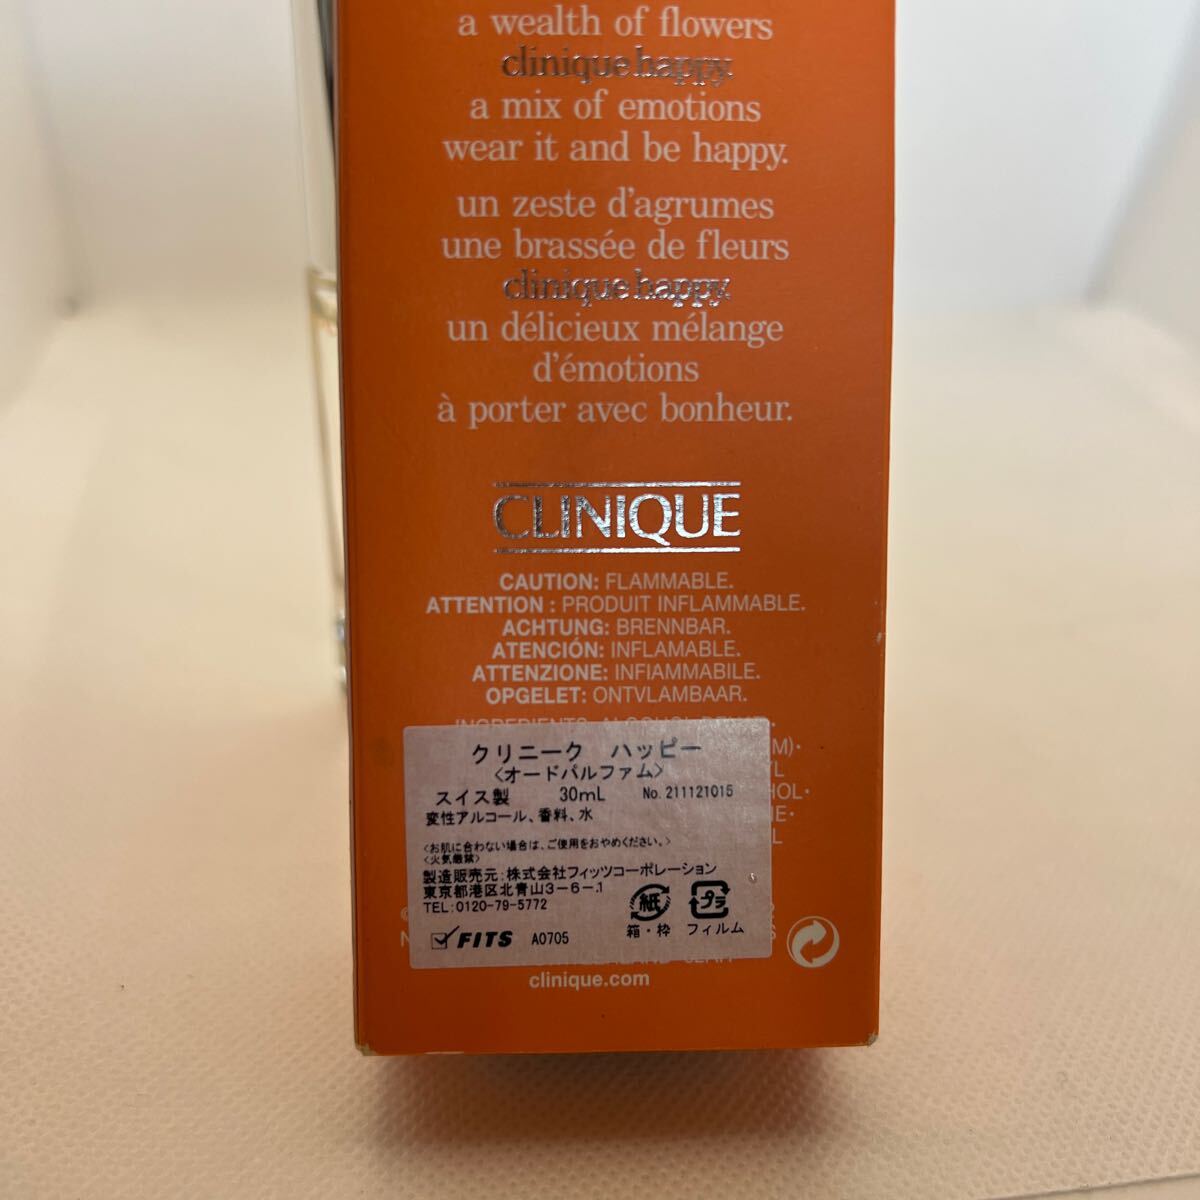 a wealth of flowers
clinique happy.
a mix of emotions
wear it and be happy.
un zeste d'agrumes
une brassée de fleurs
clinique happy.
un délicieux mélange
d'émotions
à porter avec bonheur.
CLINIQUE
CAUTION: FLAMMABLE.
ATTENTION : PRODUIT INFLAMMABLE.
ACHTUNG: BRENNBAR.
ATENCIÓN: INFLAMABLE.
ATTENZIONE: INFIAMMABILE.
OPGELET: ONTVLAMBAAR.
クリニーク ハッピー
<オードパルファム>
スイス製 30mL No. 211121015
変性アルコール、香料、水
<お肌に合わない場合は、ご使用をおやめください。>
<火気厳禁>
製造販売元:株式会社フィッツコーポレーション
東京都港区北青山3-6-1
TEL:0120-79-5772
紙 プラ
箱・枠 フィルム
FITS A0705
clinique.com